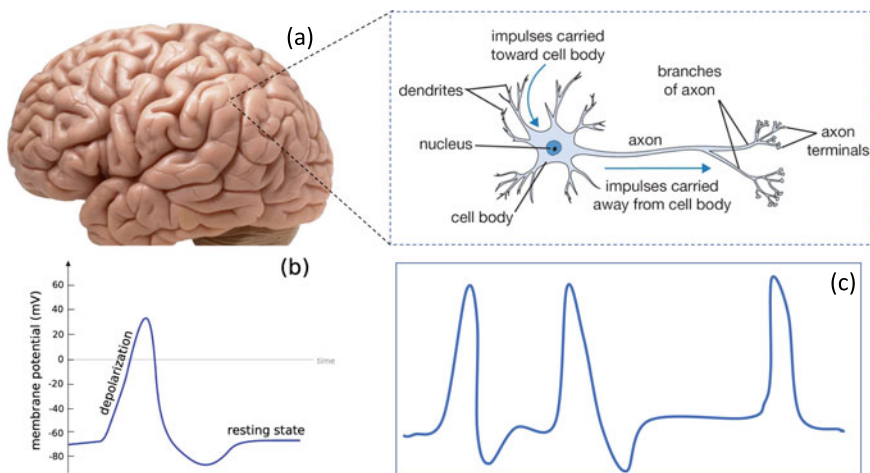 (a)
impulses carried
toward cell body
dendrites
nucleus
cell body
axon
impulses carried
away from cell body
branches
of axon
axon
terminals
(b)
membrane potential (mV)
60
40
20
0
-20
-40
-60
-80
depolarization
time
resting state
(c)